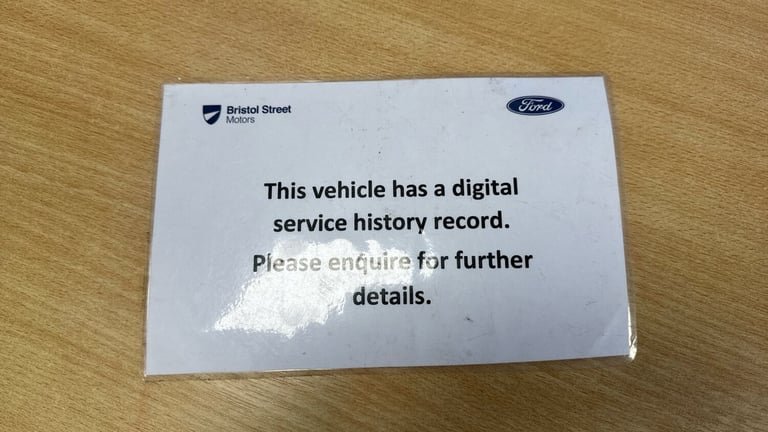 Bristol Street
Motors
Ford
This vehicle has a digital
service history record.
Please enquire for further
details.